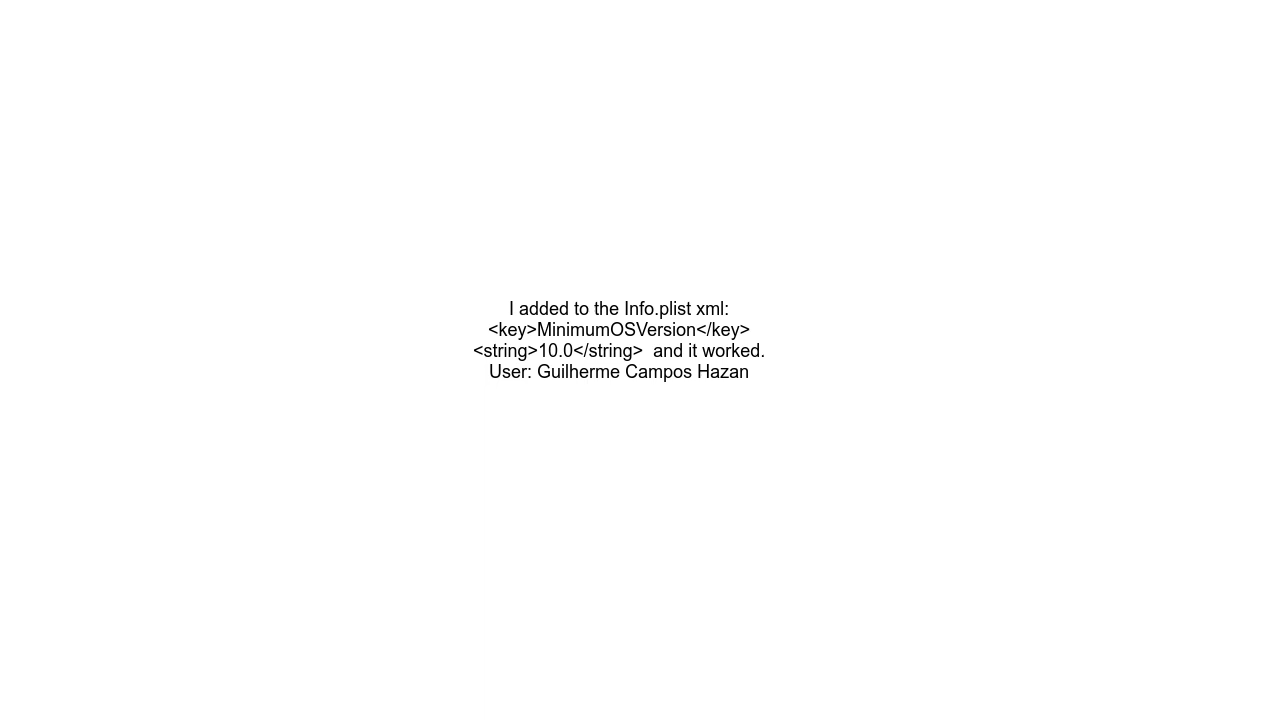 I added to the Info.plist xml:
<key>MinimumOSVersion</key>
<string>10.0</string>  and it worked.
User: Guilherme Campos Hazan